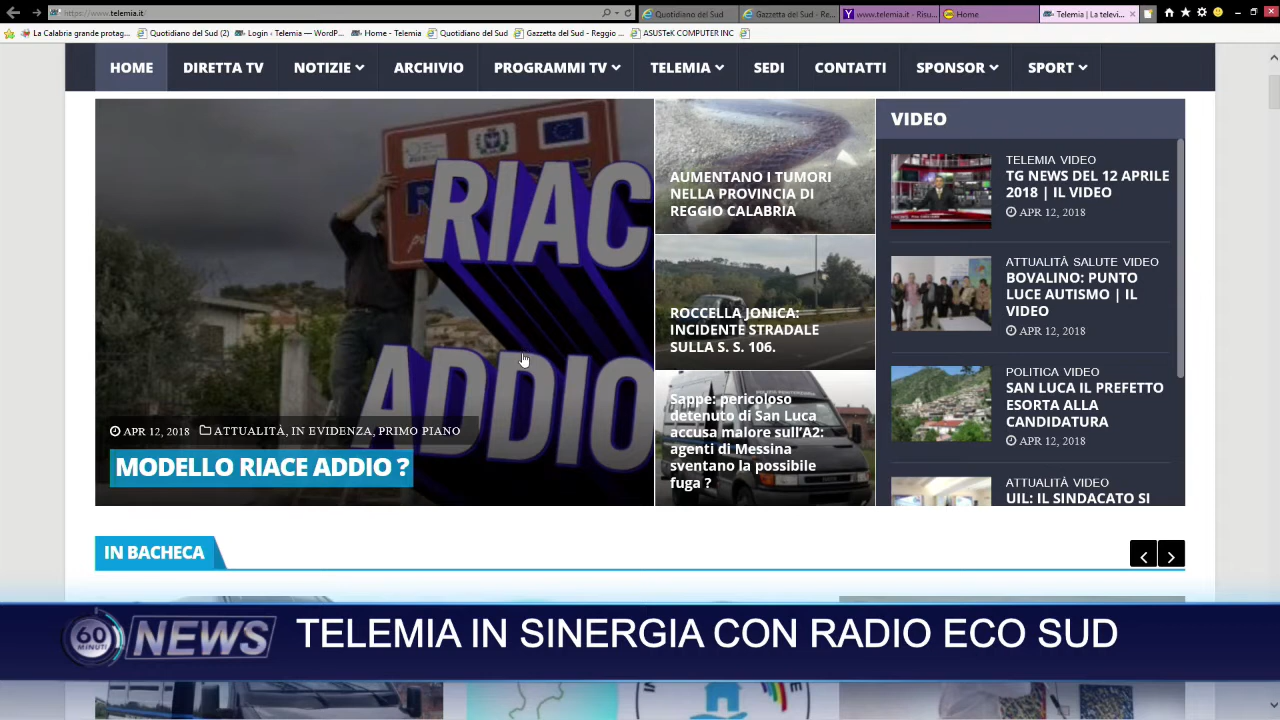 https://www.telemia.it/
Quotidiano del Sud
Gazzetta del Sud - Re...
www.telemia.it - Risu...
Home
Telemia | La televi...
La Calabria grande protag...
Quotidiano del Sud (2)
Login ‹ Telemia — WordP...
Home - Telemia
Quotidiano del Sud
Gazzetta del Sud - Reggio ...
ASUSTeK COMPUTER INC
HOME
DIRETTA TV
NOTIZIE
ARCHIVIO
PROGRAMMI TV
TELEMIA
SEDI
CONTATTI
SPONSOR
SPORT
RIAC
ADDIO
APR 12, 2018
ATTUALITÀ, IN EVIDENZA, PRIMO PIANO
MODELLO RIACE ADDIO ?
AUMENTANO I TUMORI
NELLA PROVINCIA DI
REGGIO CALABRIA
ROCCELLA JONICA:
INCIDENTE STRADALE
SULLA S. S. 106.
Sappe: pericoloso
detenuto di San Luca
accusa malore sull'A2:
agenti di Messina
sventano la possibile
fuga ?
VIDEO
TELEMIA VIDEO
TG NEWS DEL 12 APRILE
2018 | IL VIDEO
APR 12, 2018
ATTUALITÀ SALUTE VIDEO
BOVALINO: PUNTO
LUCE AUTISMO | IL
VIDEO
APR 12, 2018
POLITICA VIDEO
SAN LUCA IL PREFETTO
ESORTA ALLA
CANDIDATURA
APR 12, 2018
ATTUALITÀ VIDEO
UIL: IL SINDACATO SI
IN BACHECA
60
MINUTI
NEWS
TELEMIA IN SINERGIA CON RADIO ECO SUD